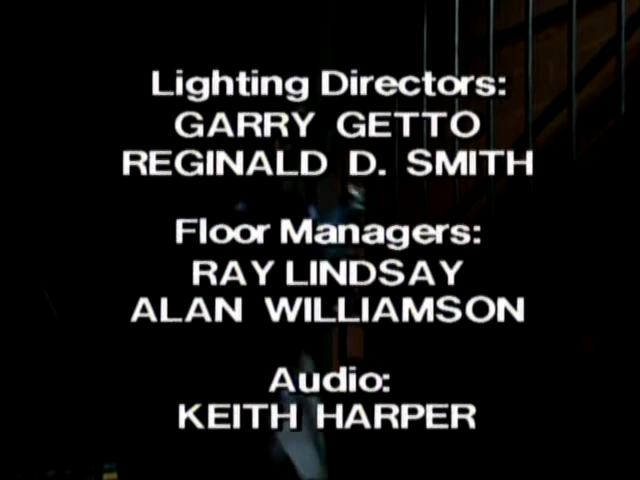 Lighting Directors:
GARRY GETTO
REGINALD D. SMITH
Floor Managers:
RAY LINDSAY
ALAN WILLIAMSON
Audio:
KEITH HARPER